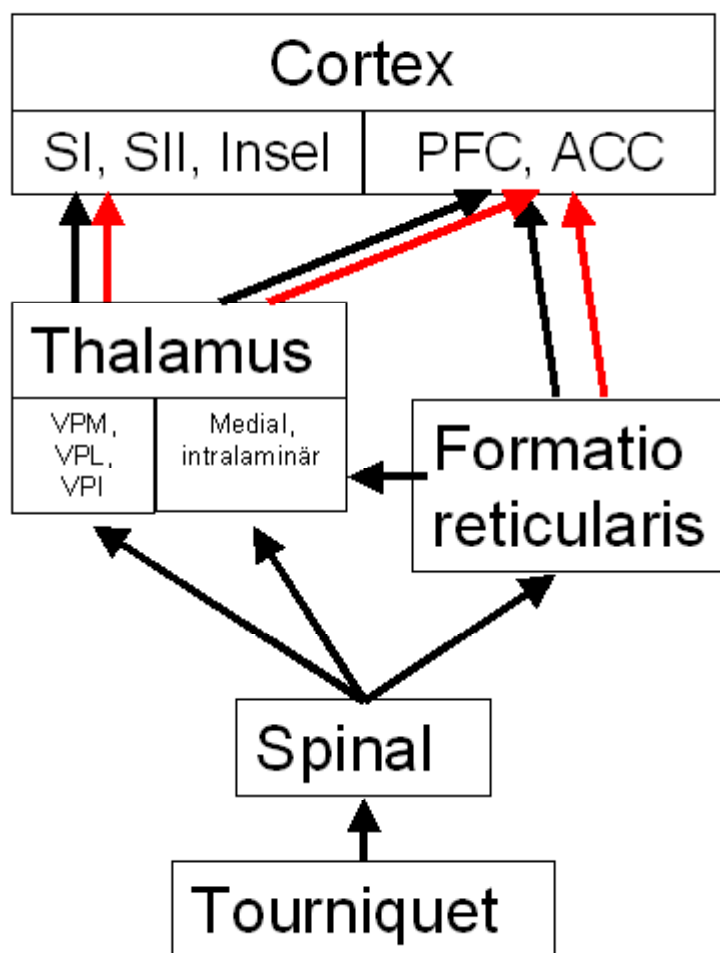 Cortex
SI, SII, Insel
PFC, ACC
Thalamus
VPM,
VPL,
VPI
Medial,
intralaminär
Formatio
reticularis
Spinal
Tourniquet